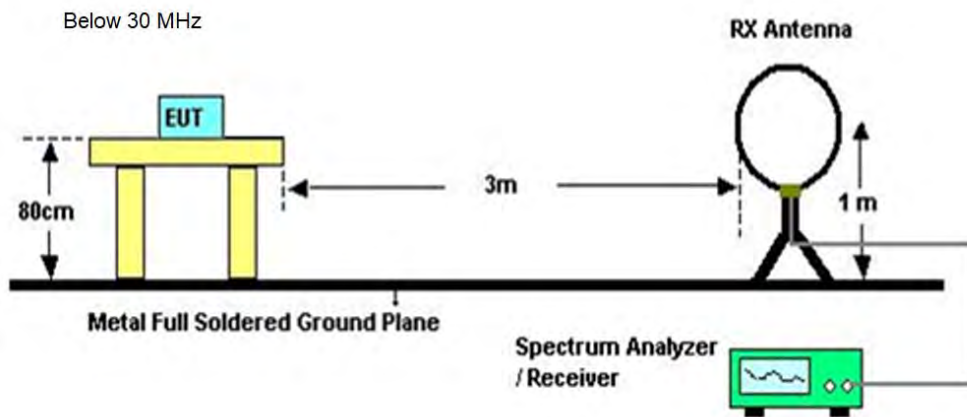 Below 30 MHz
RX Antenna
EUT
80cm
3m
1 m
Metal Full Soldered Ground Plane
Spectrum Analyzer
/ Receiver